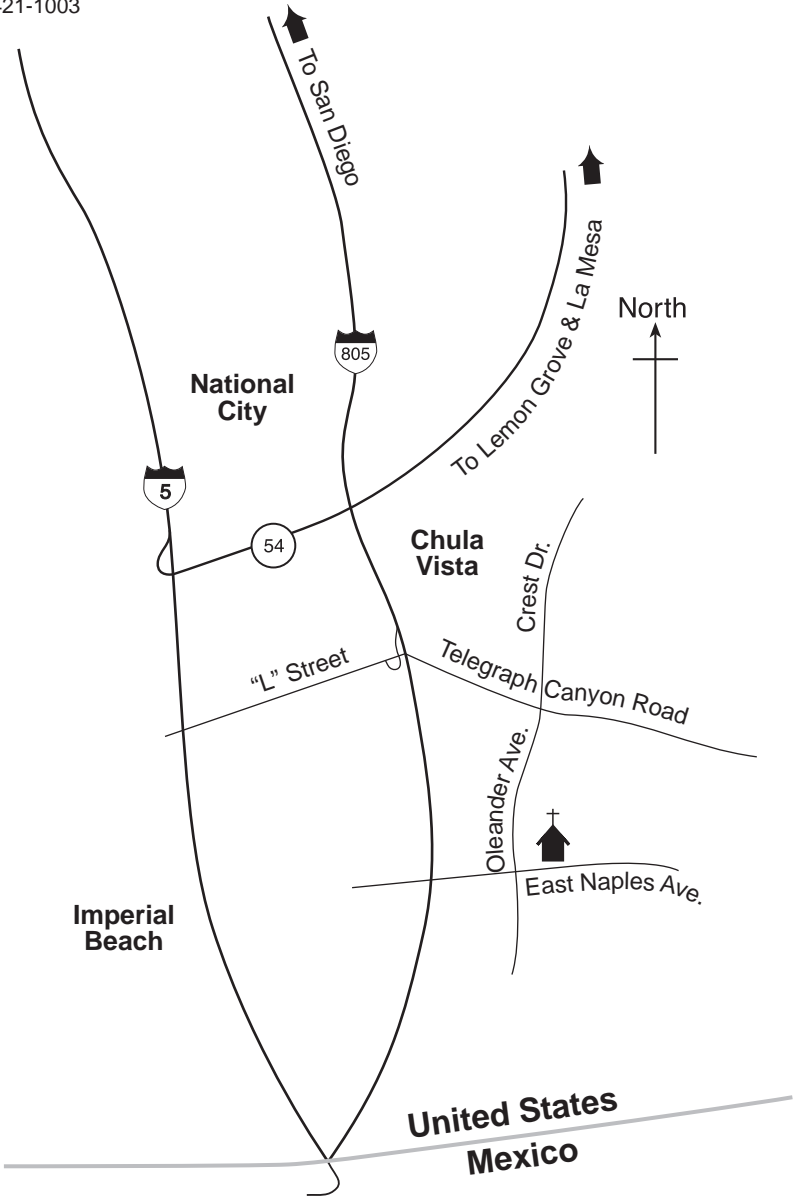 21-1003
To San Diego
To Lemon Grove & La Mesa
North
805
National
City
5
54
Chula
Vista
Crest Dr.
"L" Street
Telegraph Canyon Road
Oleander Ave.
East Naples Ave.
Imperial
Beach
United States
Mexico